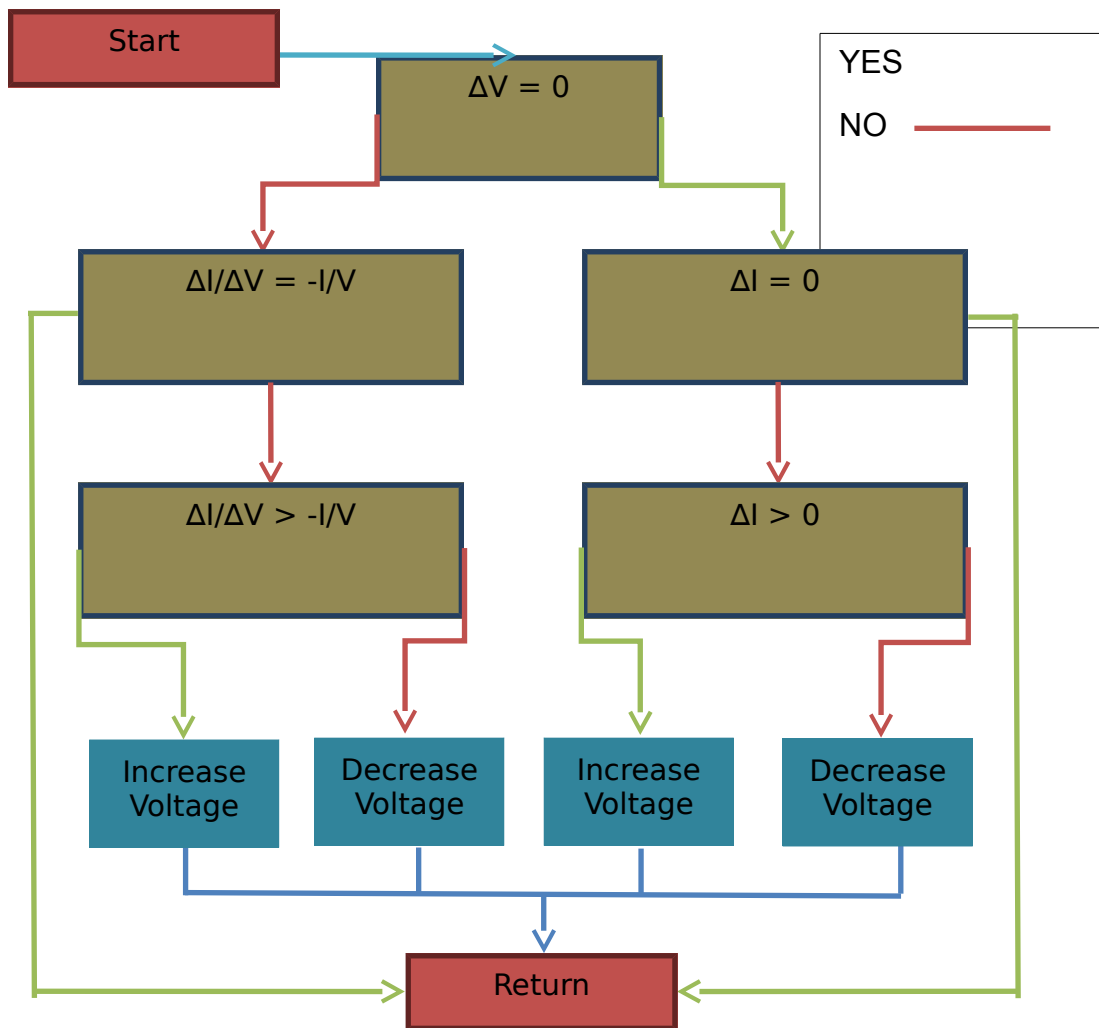 Start
ΔV = 0
YES
NO
ΔI/ΔV = -I/V
ΔI = 0
ΔI/ΔV > -I/V
ΔI > 0
Increase
Voltage
Decrease
Voltage
Increase
Voltage
Decrease
Voltage
Return